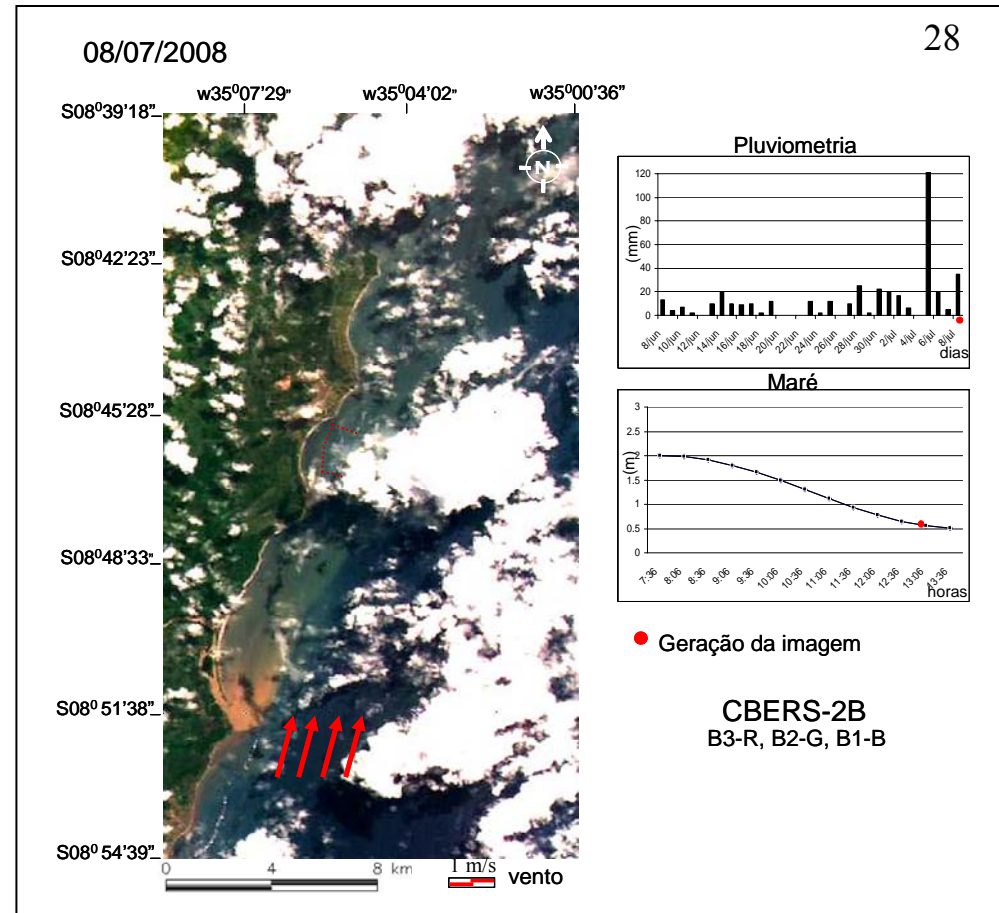 28
08/07/2008
w35⁰07'29" w35⁰04'02" w35⁰00'36"
S08⁰39'18"
S08⁰42'23"
S08⁰45'28"
S08⁰48'33"
S08⁰ 51'38"
S08⁰ 54'39"
N
0 4 8 km
1 m/s vento
Pluviometria
120
100
80
60
40
20
0
(mm)
8/jun 10/jun 12/jun 14/jun 16/jun 18/jun 20/jun 22/jun 24/jun 26/jun 28/jun 30/jun 2/jul 4/jul 6/jul 8/jul
dias
Maré
3
2.5
2
1.5
1
0.5
0
(m)
7:36 8:06 8:36 9:06 9:36 10:06 10:36 11:06 11:36 12:06 12:36 13:06 13:36
horas
Geração da imagem
CBERS-2B
B3-R, B2-G, B1-B